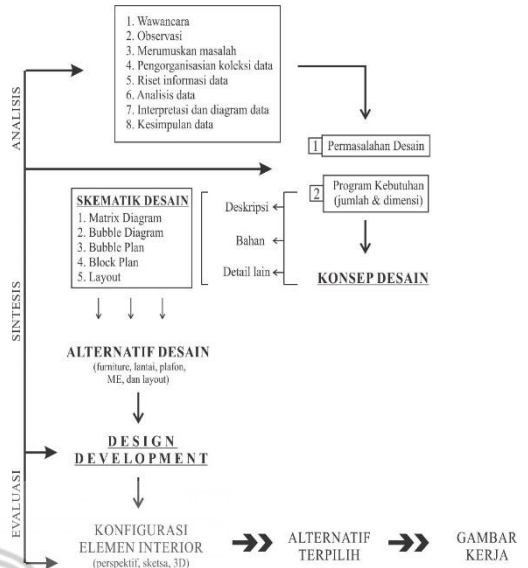 1. Wawancara
2. Observasi
3. Merumuskan masalah
4. Pengorganisasian koleksi data
5. Riset informasi data
6. Analisis data
7. Interpretasi dan diagram data
8. Kesimpulan data
ANALISIS
1 Permasalahan Desain
2 Program Kebutuhan
(jumlah & dimensi)
SKEMATIK DESAIN
1. Matrix Diagram
2. Bubble Diagram
3. Bubble Plan
4. Block Plan
5. Layout
Deskripsi
Bahan
Detail lain
KONSEP DESAIN
SINTESIS
ALTERNATIF DESAIN
(furniture, lantai, plafon,
ME, dan layout)
DESIGN
DEVELOPMENT
EVALUASI
KONFIGURASI
ELEMEN INTERIOR
(perspektif, sketsa, 3D)
ALTERNATIF
TERPILIH
GAMBAR
KERJA